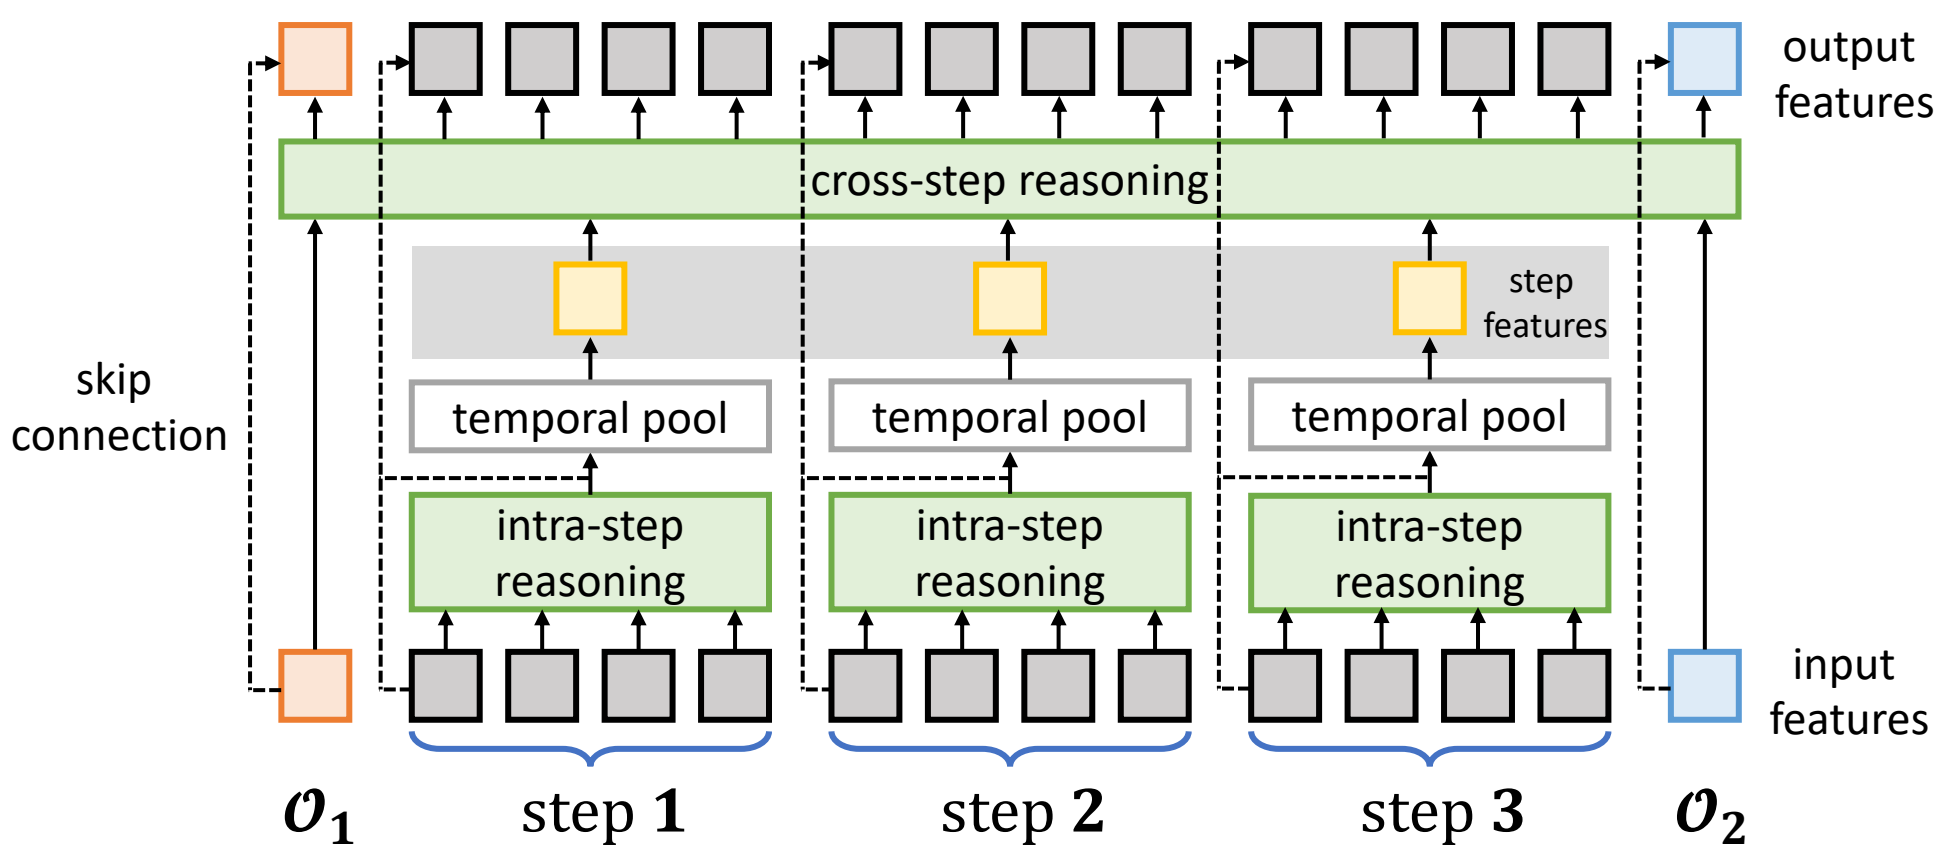 output
features
cross-step reasoning
step
features
skip
connection
temporal pool
temporal pool
temporal pool
intra-step
reasoning
intra-step
reasoning
intra-step
reasoning
input
features
𝒪₁
step 1
step 2
step 3
𝒪₂